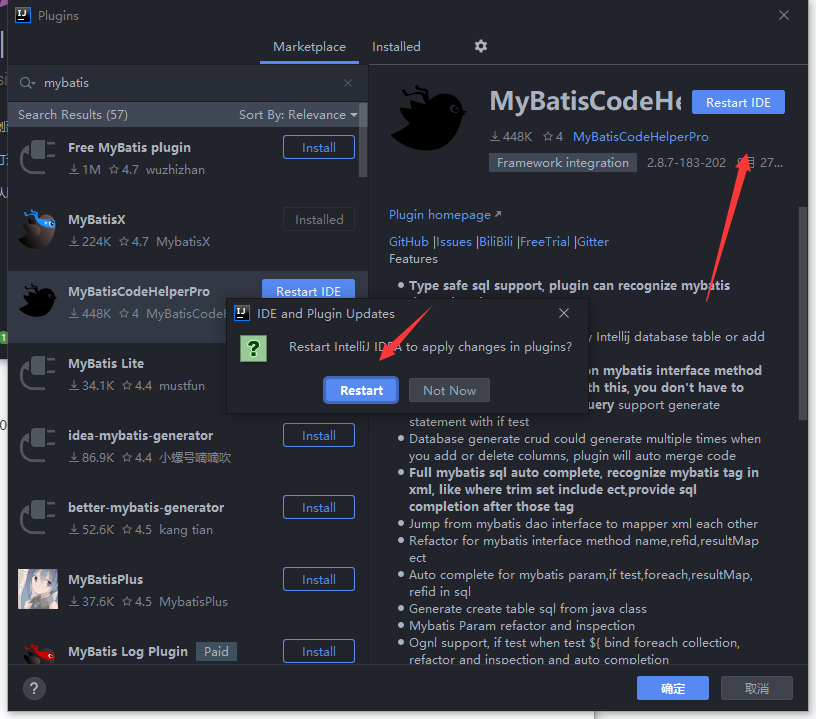 Plugins
Marketplace
Installed
mybatis
Search Results (57)
Sort By: Relevance
Free MyBatis plugin
1M 4.7 wuzhizhan
Install
MyBatisX
224K 4.7 MybatisX
Installed
MyBatisCodeHelperPro
448K 4 MyBatisCodeH
Restart IDE
MyBatis Lite
34.1K 4.4 mustfun
idea-mybatis-generator
86.9K 4.4 小螺号嘀嘀吹
Install
better-mybatis-generator
52.6K 4.5 kang tian
Install
MyBatisPlus
37.6K 4.5 MybatisPlus
Install
MyBatis Log Plugin Paid
Install
MyBatisCodeHe
Restart IDE
448K 4 MyBatisCodeHelperPro
Framework integration 2.8.7-183-202 月 27...
Plugin homepage
GitHub |Issues |BiliBili |FreeTrial |Gitter
Features
Type safe sql support, plugin can recognize mybatis
Intellij database table or add
on mybatis interface method
th this, you don't have to
query support generate
statement with if test
Database generate crud could generate multiple times when
you add or delete columns, plugin will auto merge code
Full mybatis sql auto complete, recognize mybatis tag in
xml, like where trim set include ect,provide sql
completion after those tag
Jump from mybatis dao interface to mapper xml each other
Refactor for mybatis interface method name,refid,resultMap
ect
Auto complete for mybatis param,if test,foreach,resultMap,
refid in sql
Generate create table sql from java class
Mybatis Param refactor and inspection
Ognl support, if test when test ${ bind foreach collection,
refactor and inspection and auto completion
IDE and Plugin Updates
Restart IntelliJ IDEA to apply changes in plugins?
Restart
Not Now
?
确定
取消